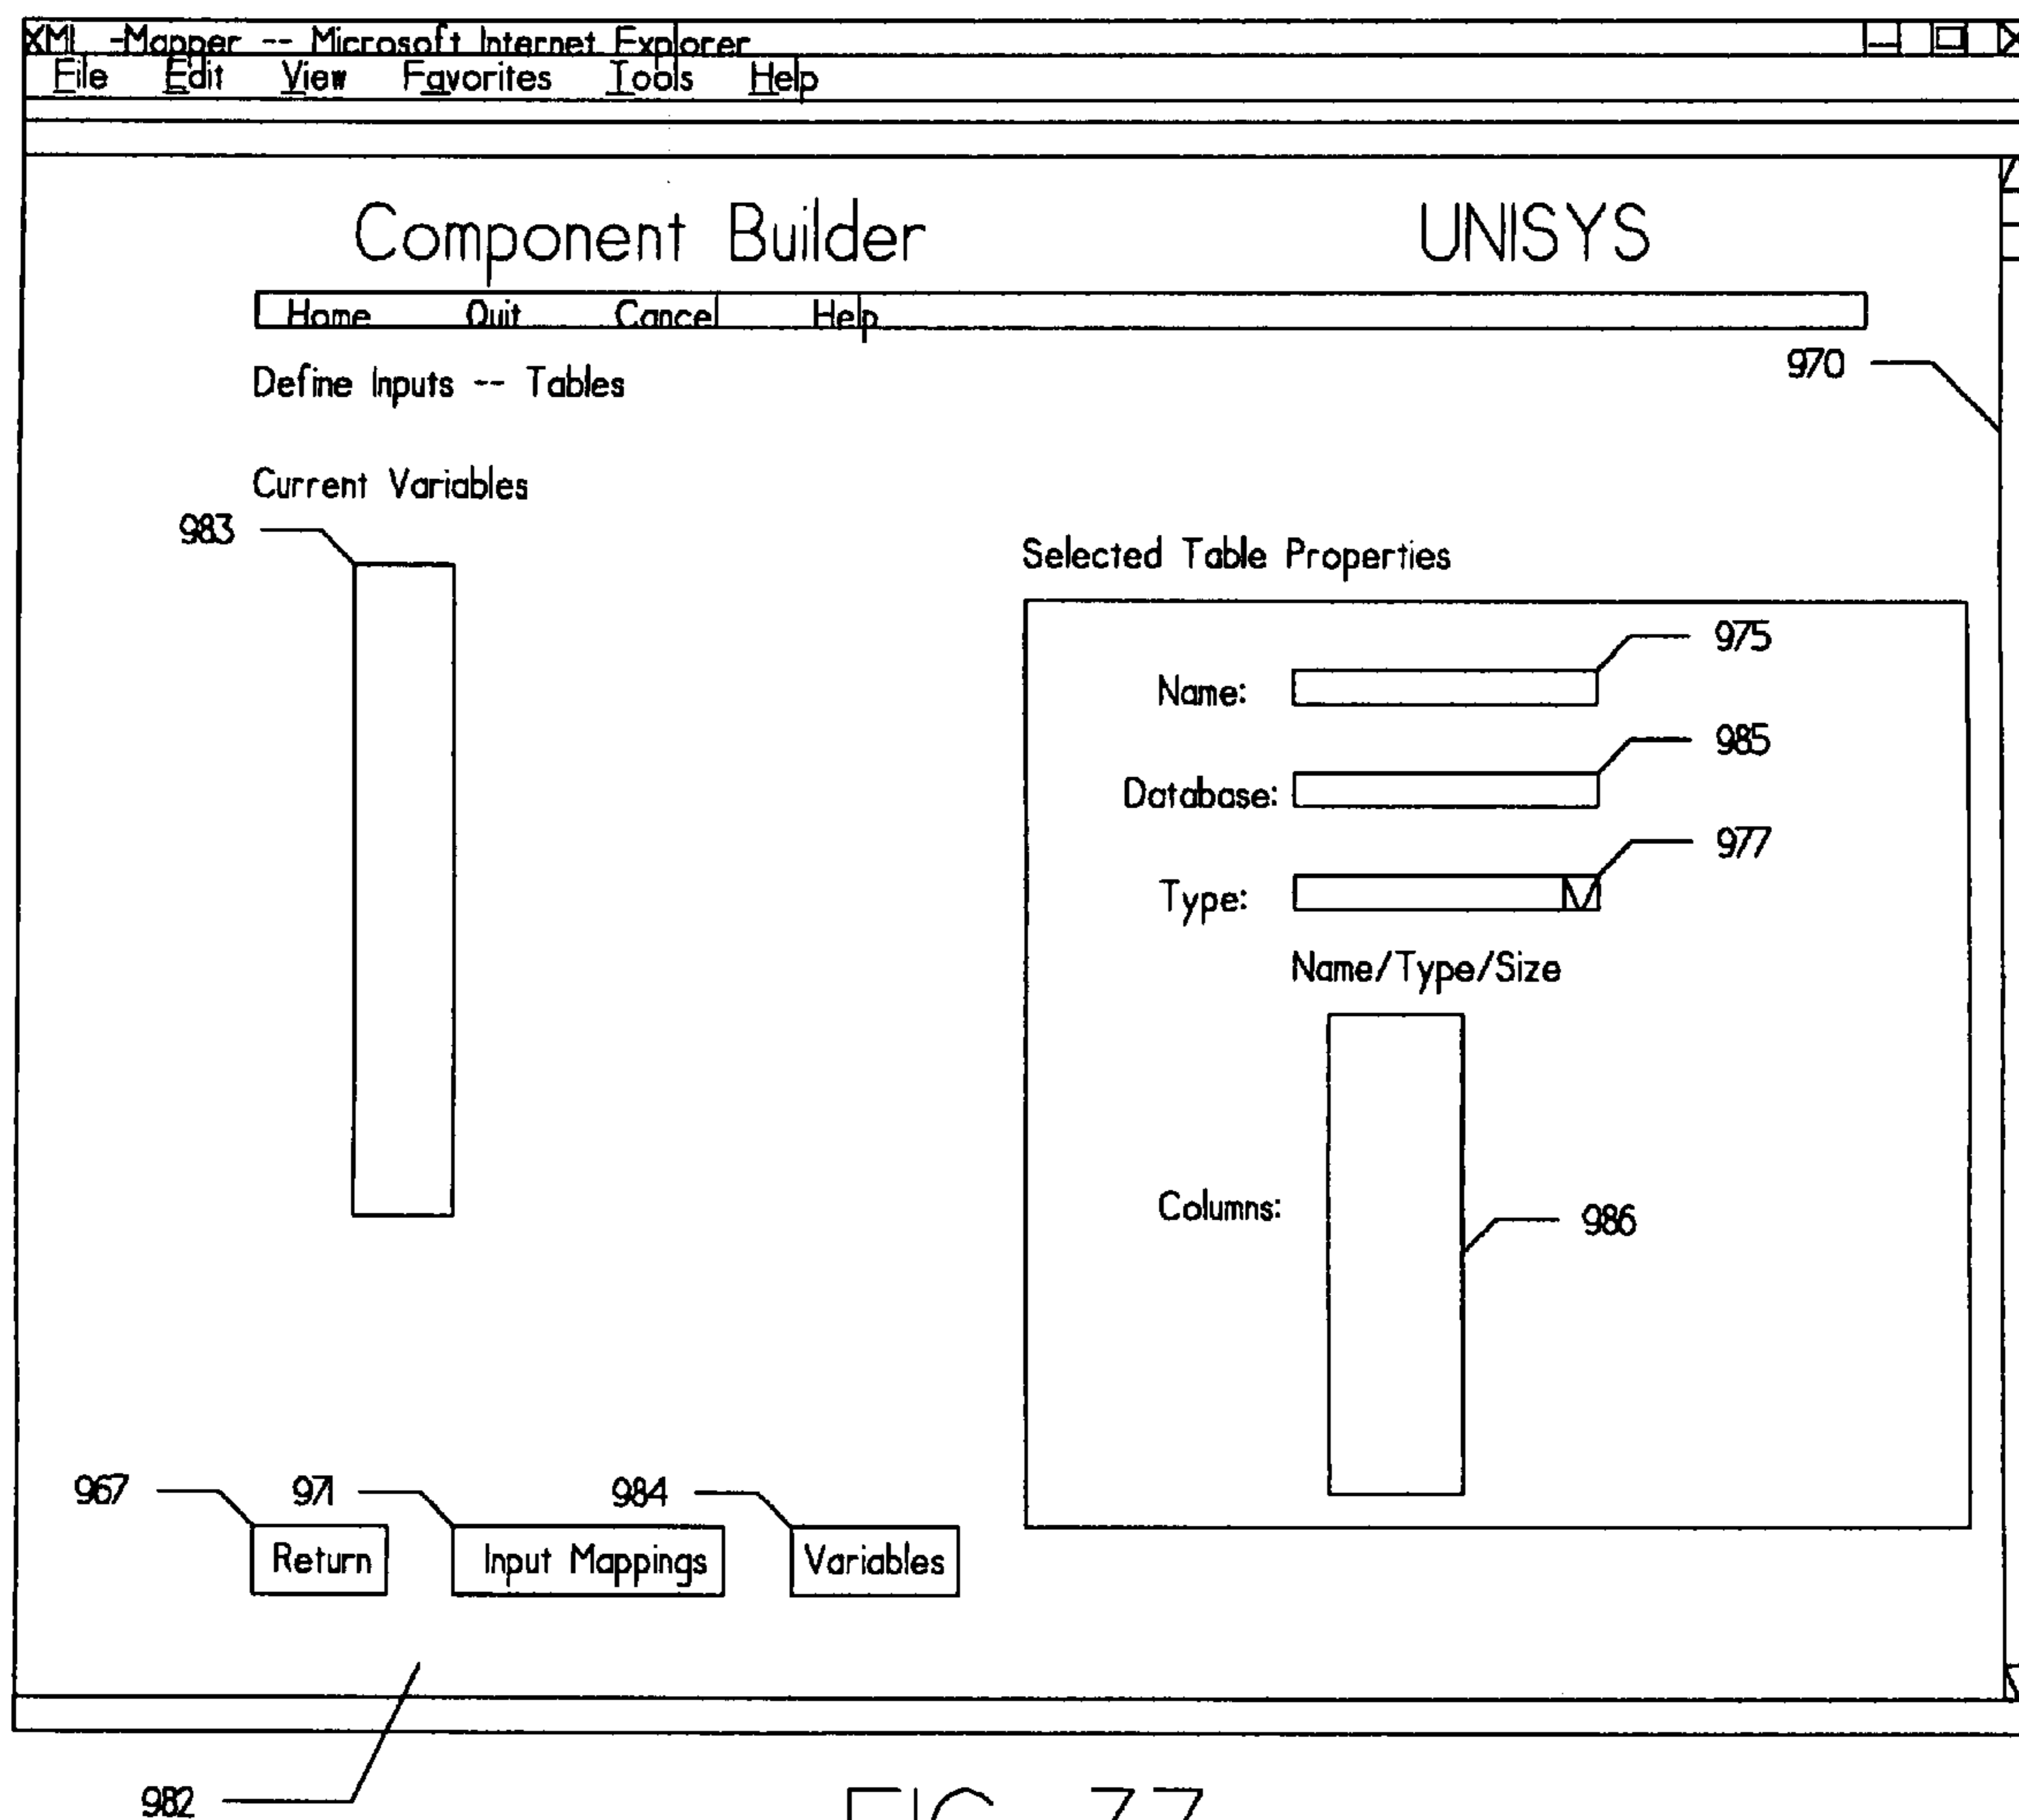 XML -Mapper -- Microsoft Internet Explorer
File Edit View Favorites Tools Help
Component Builder UNISYS
Home Quit Cancel Help
970
Define Inputs -- Tables
Current Variables
983
Selected Table Properties
975
Name:
985
Database:
977
Type:
Name/Type/Size
Columns:
986
967 971 984
Return Input Mappings Variables
982
FIG. 77